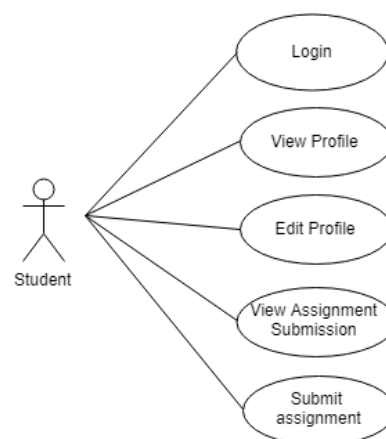 Login
View Profile
Edit Profile
Student
View Assignment
Submission
Submit
assignment